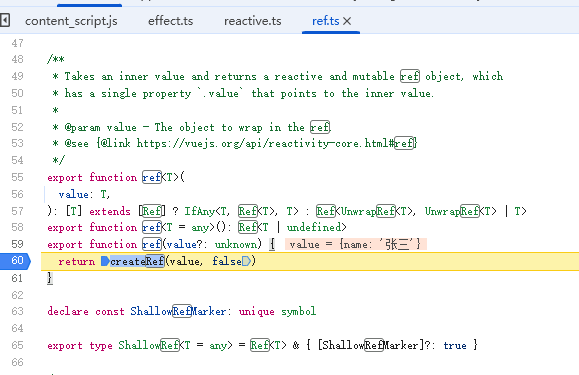 content_script.js effect.ts reactive.ts ref.ts ×
47
48 /**
49 * Takes an inner value and returns a reactive and mutable ref object, which
50 * has a single property `.value` that points to the inner value.
51 *
52 * @param value - The object to wrap in the ref.
53 * @see {@link https://vuejs.org/api/reactivity-core.html#ref}
54 */
55 export function ref<T>(
56 value: T,
57 ): [T] extends [Ref] ? IfAny<T, Ref<T>, T> : Ref<UnwrapRef<T>, UnwrapRef<T> | T>
58 export function ref<T = any>(): Ref<T | undefined>
59 export function ref(value?: unknown) { value = {name: '张三'}
60 return createRef(value, false)
61 }
62
63 declare const ShallowRefMarker: unique symbol
64
65 export type ShallowRef<T = any> = Ref<T> & { [ShallowRefMarker]?: true }
66